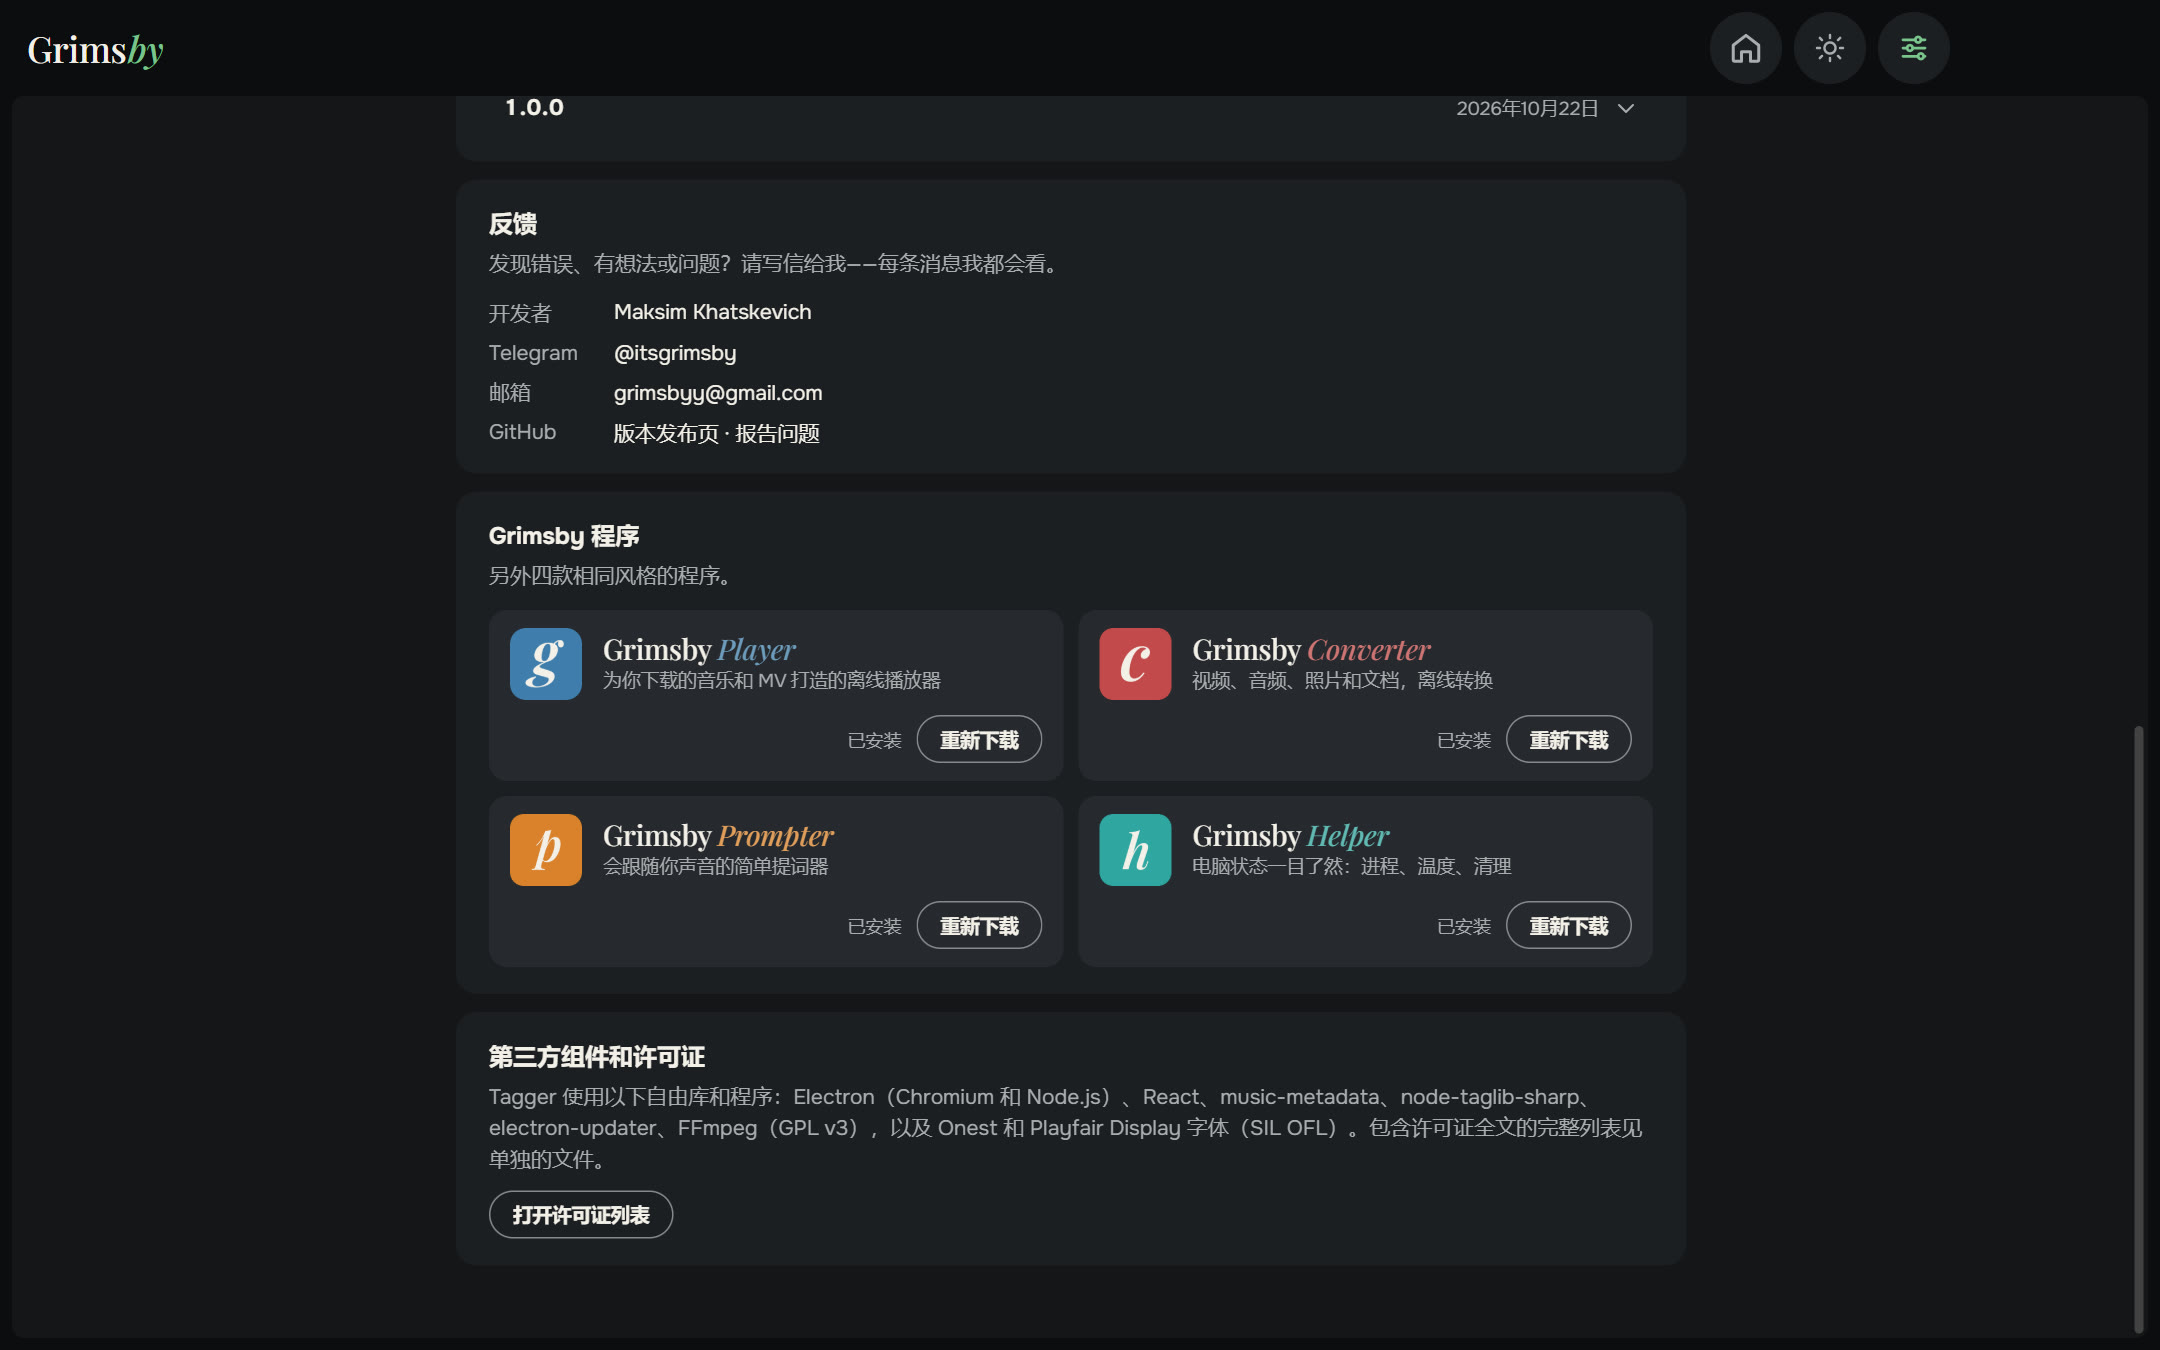 Grimsby
1.0.0
2026年10月22日
反馈
发现错误、有想法或问题？请写信给我——每条消息我都会看。
开发者 Maksim Khatskevich
Telegram @itsgrimsby
邮箱 grimsbyy@gmail.com
GitHub 版本发布页 · 报告问题
Grimsby 程序
另外四款相同风格的程序。
g
Grimsby Player
为你下载的音乐和 MV 打造的离线播放器
已安装 重新下载
c
Grimsby Converter
视频、音频、照片和文档，离线转换
已安装 重新下载
p
Grimsby Prompter
会跟随你声音的简单提词器
已安装 重新下载
h
Grimsby Helper
电脑状态一目了然：进程、温度、清理
已安装 重新下载
第三方组件和许可证
Tagger 使用以下自由库和程序：Electron（Chromium 和 Node.js）、React、music-metadata、node-taglib-sharp、
electron-updater、FFmpeg（GPL v3），以及 Onest 和 Playfair Display 字体（SIL OFL）。包含许可证全文的完整列表见
单独的文件。
打开许可证列表